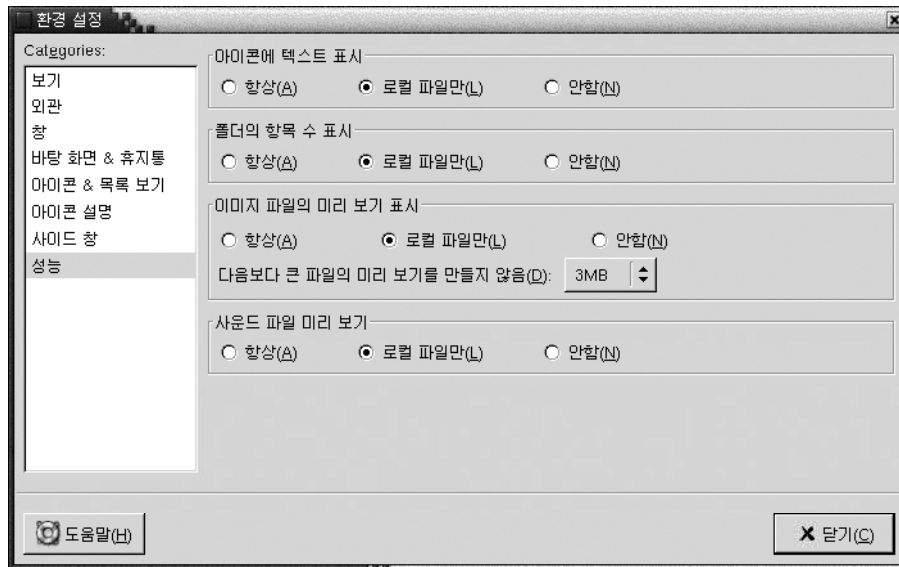 환경 설정
Categories:
보기
외관
창
바탕 화면 & 휴지통
아이콘 & 목록 보기
아이콘 설명
사이드 창
성능
아이콘에 텍스트 표시
항상(A) 로컬 파일만(L) 안함(N)
폴더의 항목 수 표시
항상(A) 로컬 파일만(L) 안함(N)
이미지 파일의 미리 보기 표시
항상(A) 로컬 파일만(L) 안함(N)
다음보다 큰 파일의 미리 보기를 만들지 않음(D): 3MB
사운드 파일 미리 보기
항상(A) 로컬 파일만(L) 안함(N)
도움말(H) 닫기(C)